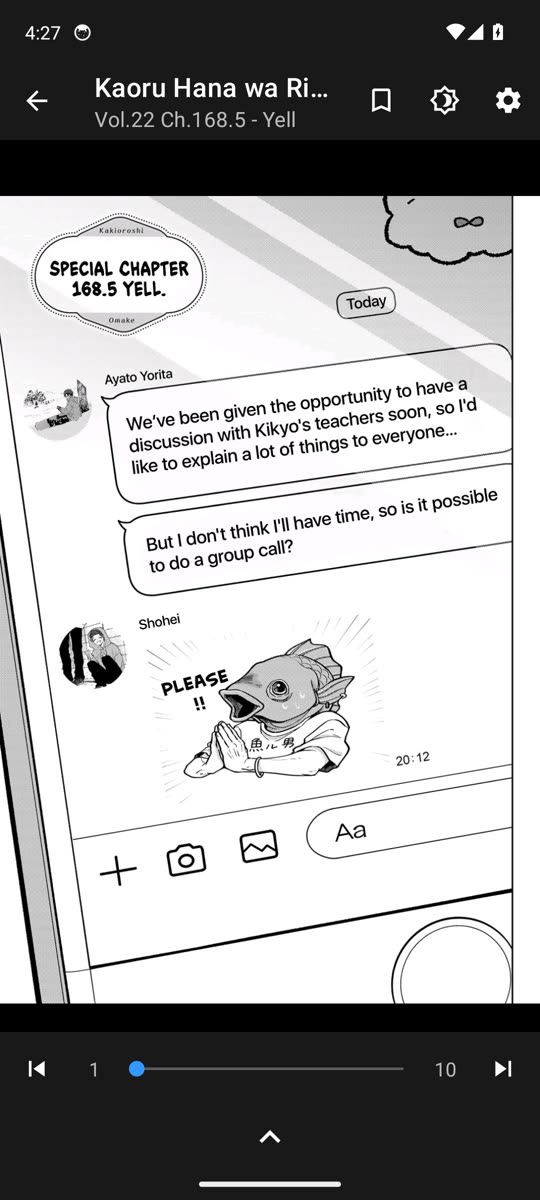 4:27
Kaoru Hana wa Ri...
Vol.22 Ch.168.5 - Yell
Kakioroshi
SPECIAL CHAPTER
168.5 YELL.
Omake
Today
Ayato Yorita
We've been given the opportunity to have a
discussion with Kikyo's teachers soon, so I'd
like to explain a lot of things to everyone...
But I don't think I'll have time, so is it possible
to do a group call?
Shohei
PLEASE
!!
魚ル男
20:12
Aa
1
10